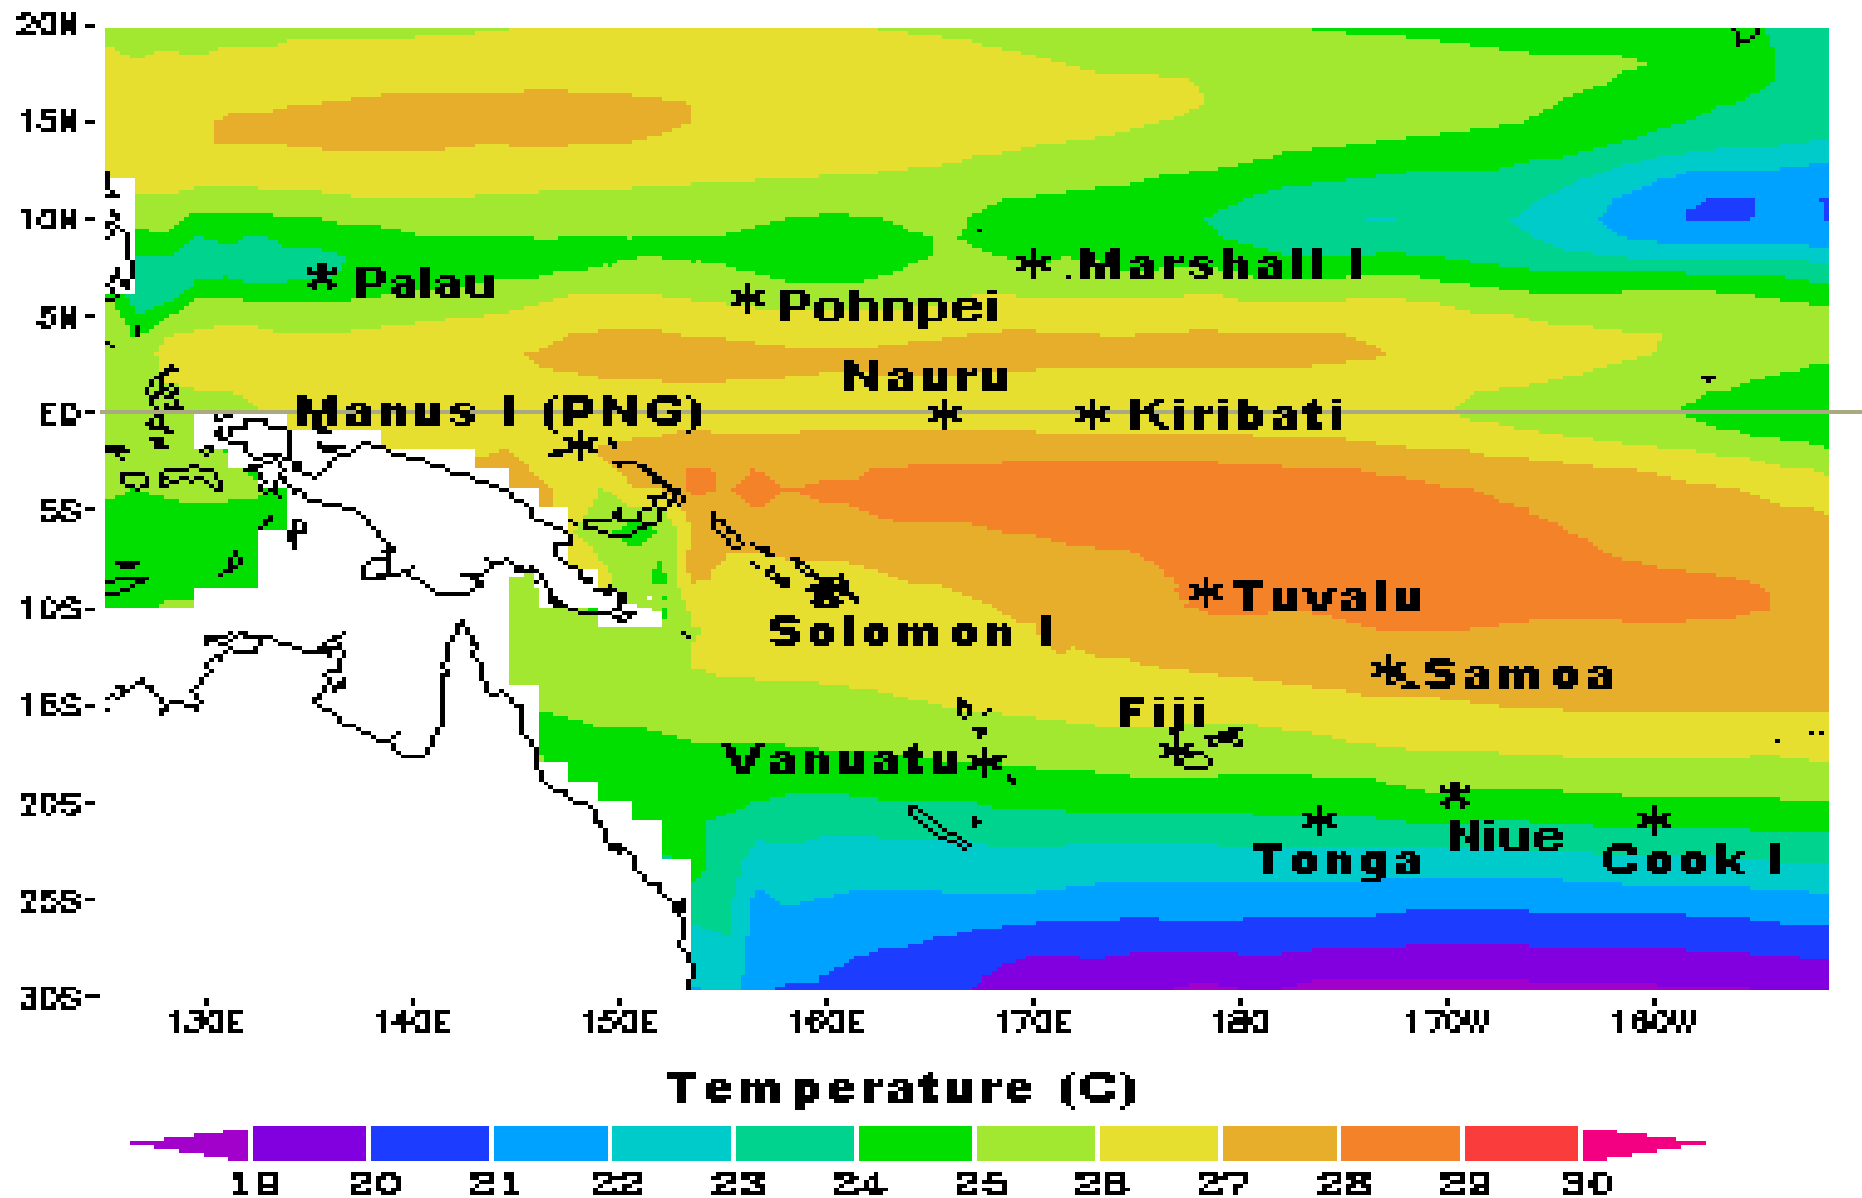 20N
15N
10N
Palau
Marshall I
Pohnpei
5N
Nauru
EQ
Manus I (PNG)
Kiribati
5S
10S
Tuvalu
Solomon I
Samoa
15S
Fiji
Vanuatu
20S
Niue
Tonga
Cook I
25S
30S
130E 140E 150E 160E 170E 180 170W 160W
Temperature (C)
19 20 21 22 23 24 25 26 27 28 29 30